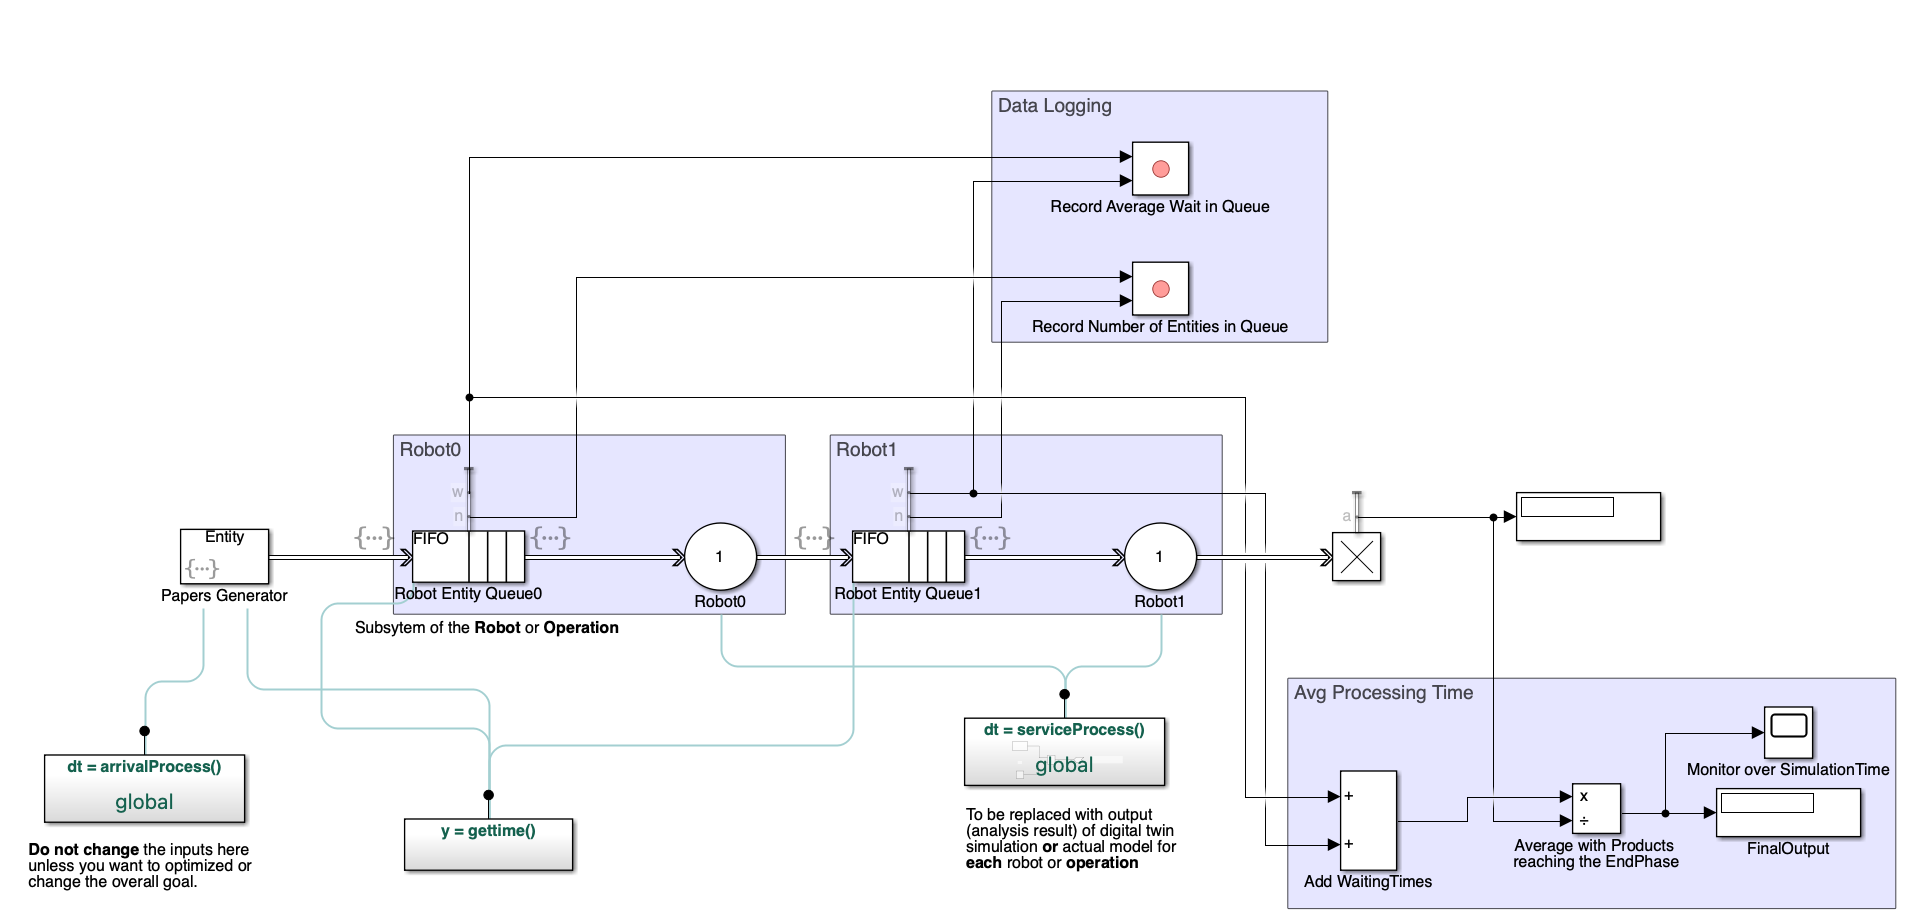 Data Logging
Record Average Wait in Queue
Record Number of Entities in Queue
Robot0
w
n
Entity
{...}
Papers Generator
{...}
FIFO
Robot Entity Queue0
{...}
1
Robot0
Subsytem of the Robot or Operation
Robot1
w
n
{...}
FIFO
Robot Entity Queue1
{...}
1
Robot1
a
dt = arrivalProcess()
global
Do not change the inputs here
unless you want to optimized or
change the overall goal.
y = gettime()
dt = serviceProcess()
global
To be replaced with output
(analysis result) of digital twin
simulation or actual model for
each robot or operation
Avg Processing Time
+
+
Add WaitingTimes
x
÷
Average with Products
reaching the EndPhase
Monitor over SimulationTime
FinalOutput